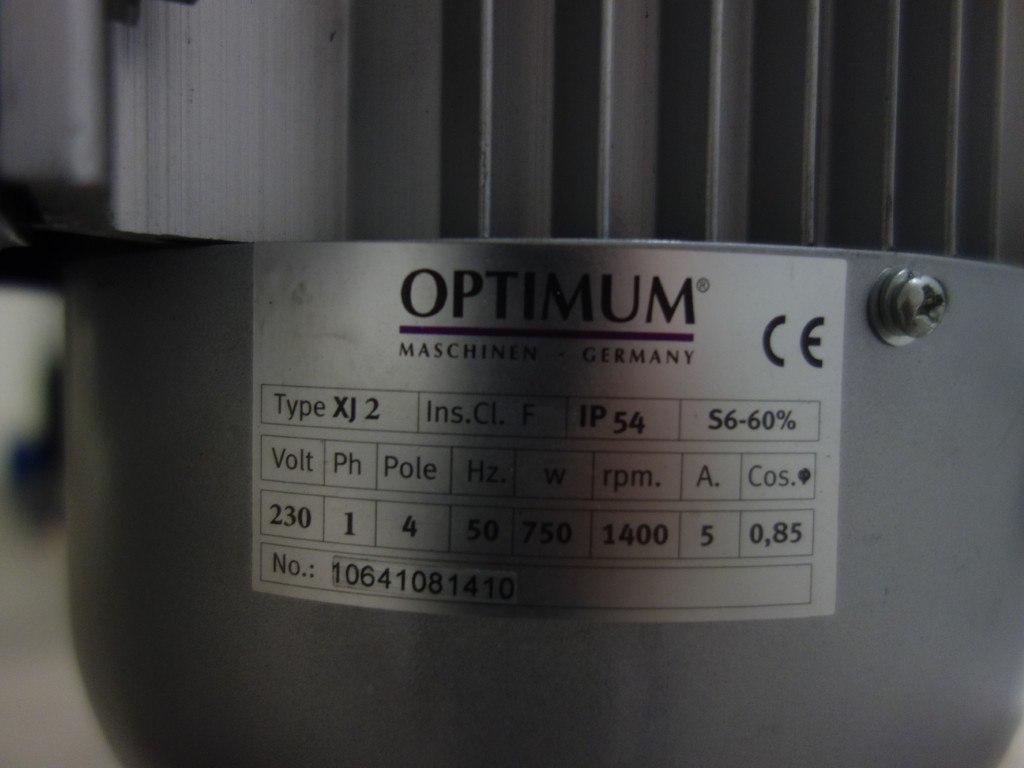 OPTIMUM®
MASCHINEN - GERMANY
CE
Type XJ 2 Ins.Cl. F IP 54 S6-60%
Volt Ph Pole Hz. w rpm. A. Cos.φ
230 1 4 50 750 1400 5 0,85
No.: 10641081410